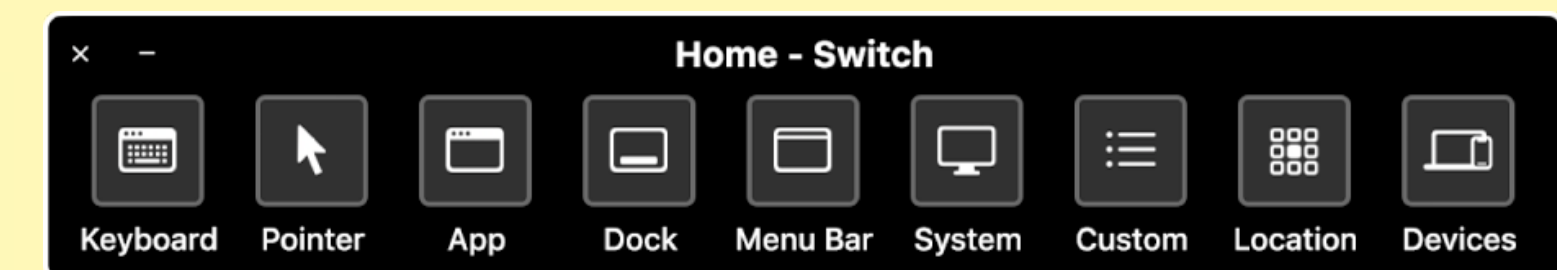 Home - Switch
Keyboard Pointer App Dock Menu Bar System Custom Location Devices